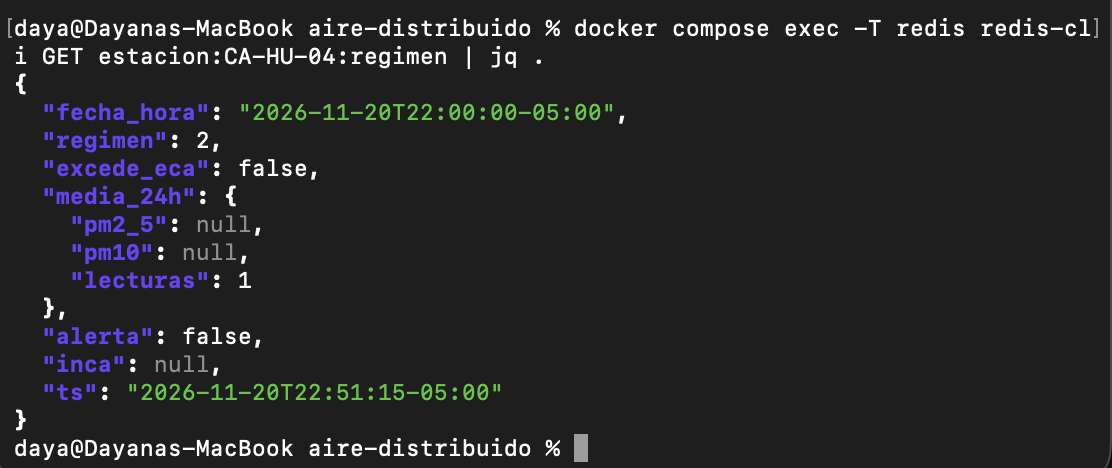 [daya@Dayanas-MacBook aire-distribuido % docker compose exec -T redis redis-cl]
i GET estacion:CA-HU-04:regimen | jq .
{
  "fecha_hora": "2026-11-20T22:00:00-05:00",
  "regimen": 2,
  "excede_eca": false,
  "media_24h": {
    "pm2_5": null,
    "pm10": null,
    "lecturas": 1
  },
  "alerta": false,
  "inca": null,
  "ts": "2026-11-20T22:51:15-05:00"
}
daya@Dayanas-MacBook aire-distribuido %